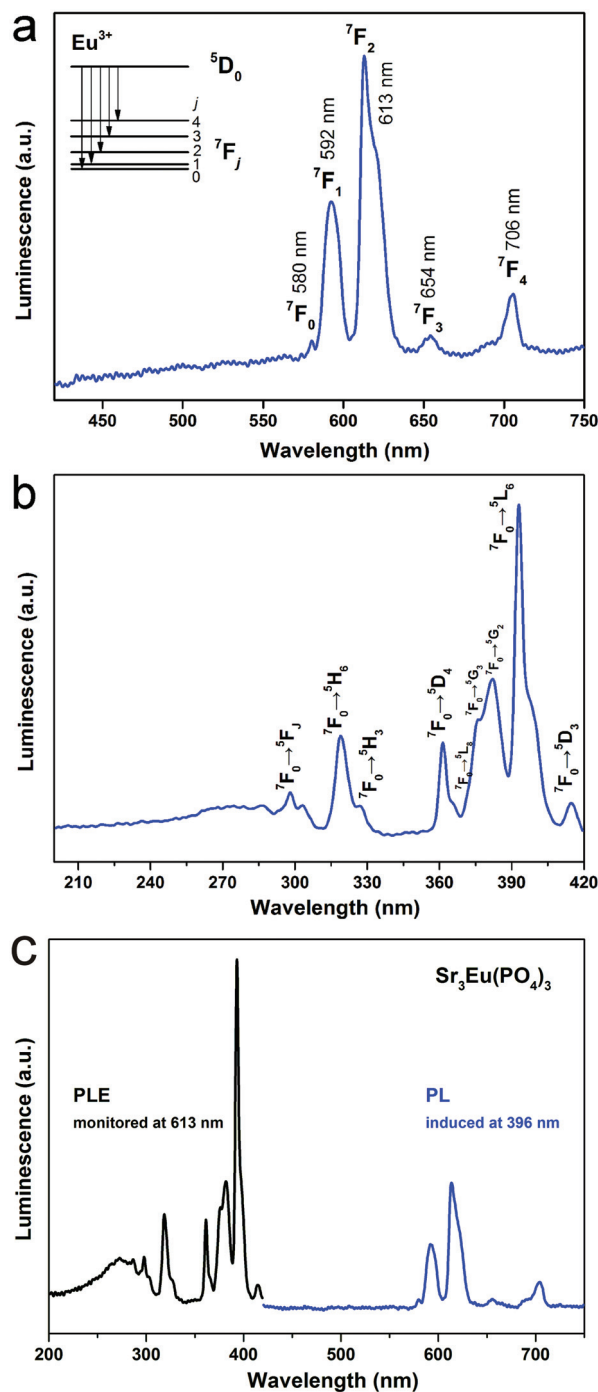 a
Eu³⁺
⁵D₀
j
4
3
2
1
0
⁷Fⱼ
⁷F₀
580 nm
⁷F₁
592 nm
⁷F₂
613 nm
⁷F₃
654 nm
⁷F₄
706 nm
Luminescence (a.u.)
450 500 550 600 650 700 750
Wavelength (nm)
b
Luminescence (a.u.)
⁷F₀→⁵F_J
⁷F₀→⁵H₆
⁷F₀→⁵H₃
⁷F₀→⁵D₄
⁷F₀→⁵L₈
⁷F₀→⁵G₃
⁷F₀→⁵G₂
⁷F₀→⁵L₆
⁷F₀→⁵D₃
210 240 270 300 330 360 390 420
Wavelength (nm)
c
Sr₃Eu(PO₄)₃
Luminescence (a.u.)
PLE
monitored at 613 nm
PL
induced at 396 nm
200 300 400 500 600 700
Wavelength (nm)